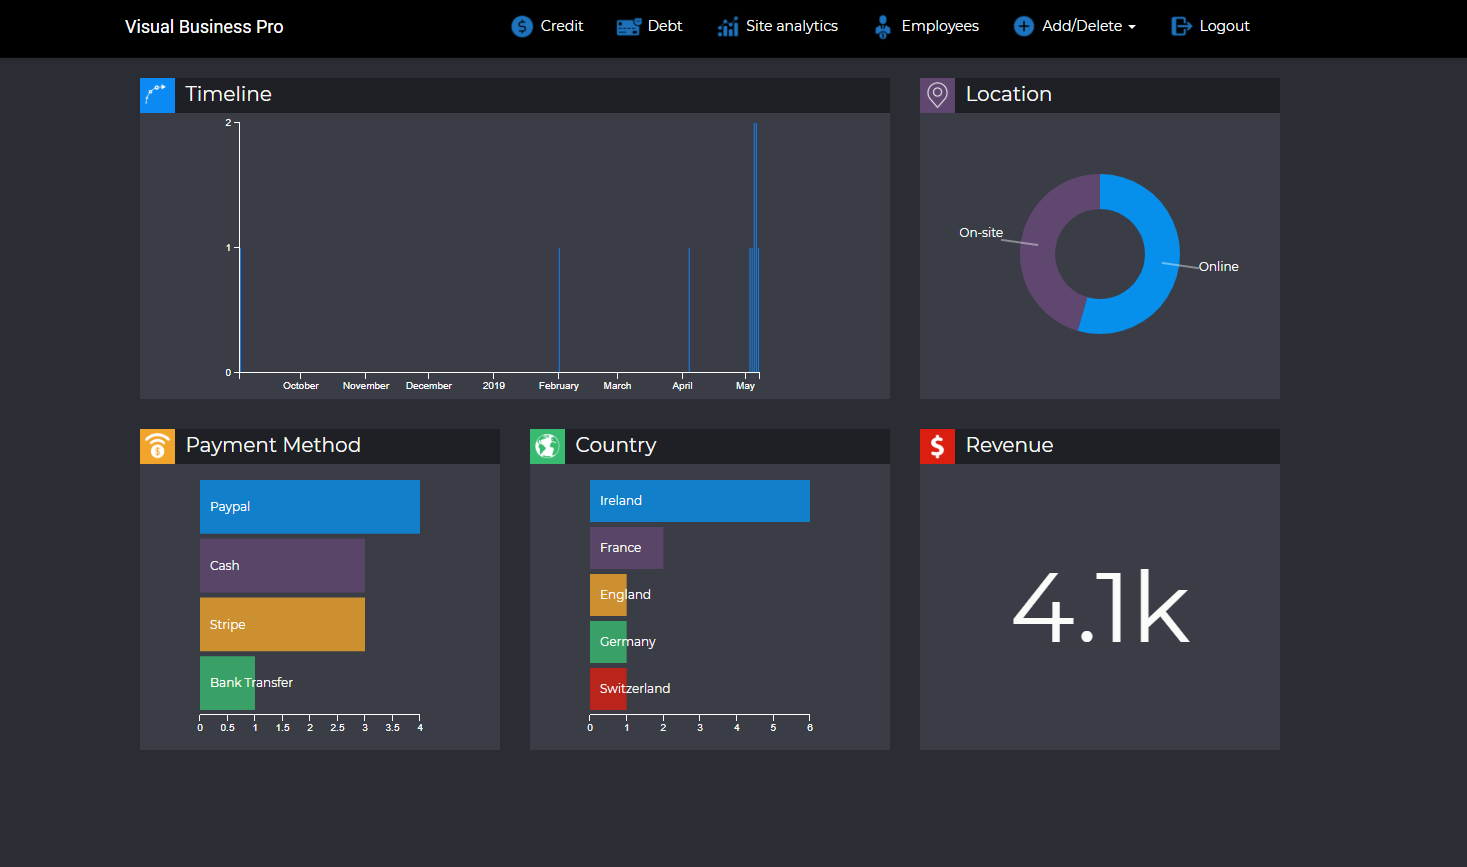 Visual Business Pro
Credit
Debt
Site analytics
Employees
Add/Delete
Logout
Timeline
2
1
0
October November December 2019 February March April May
Location
On-site
Online
Payment Method
Paypal
Cash
Stripe
Bank Transfer
0 0.5 1 1.5 2 2.5 3 3.5 4
Country
Ireland
France
England
Germany
Switzerland
0 1 2 3 4 5 6
Revenue
4.1k